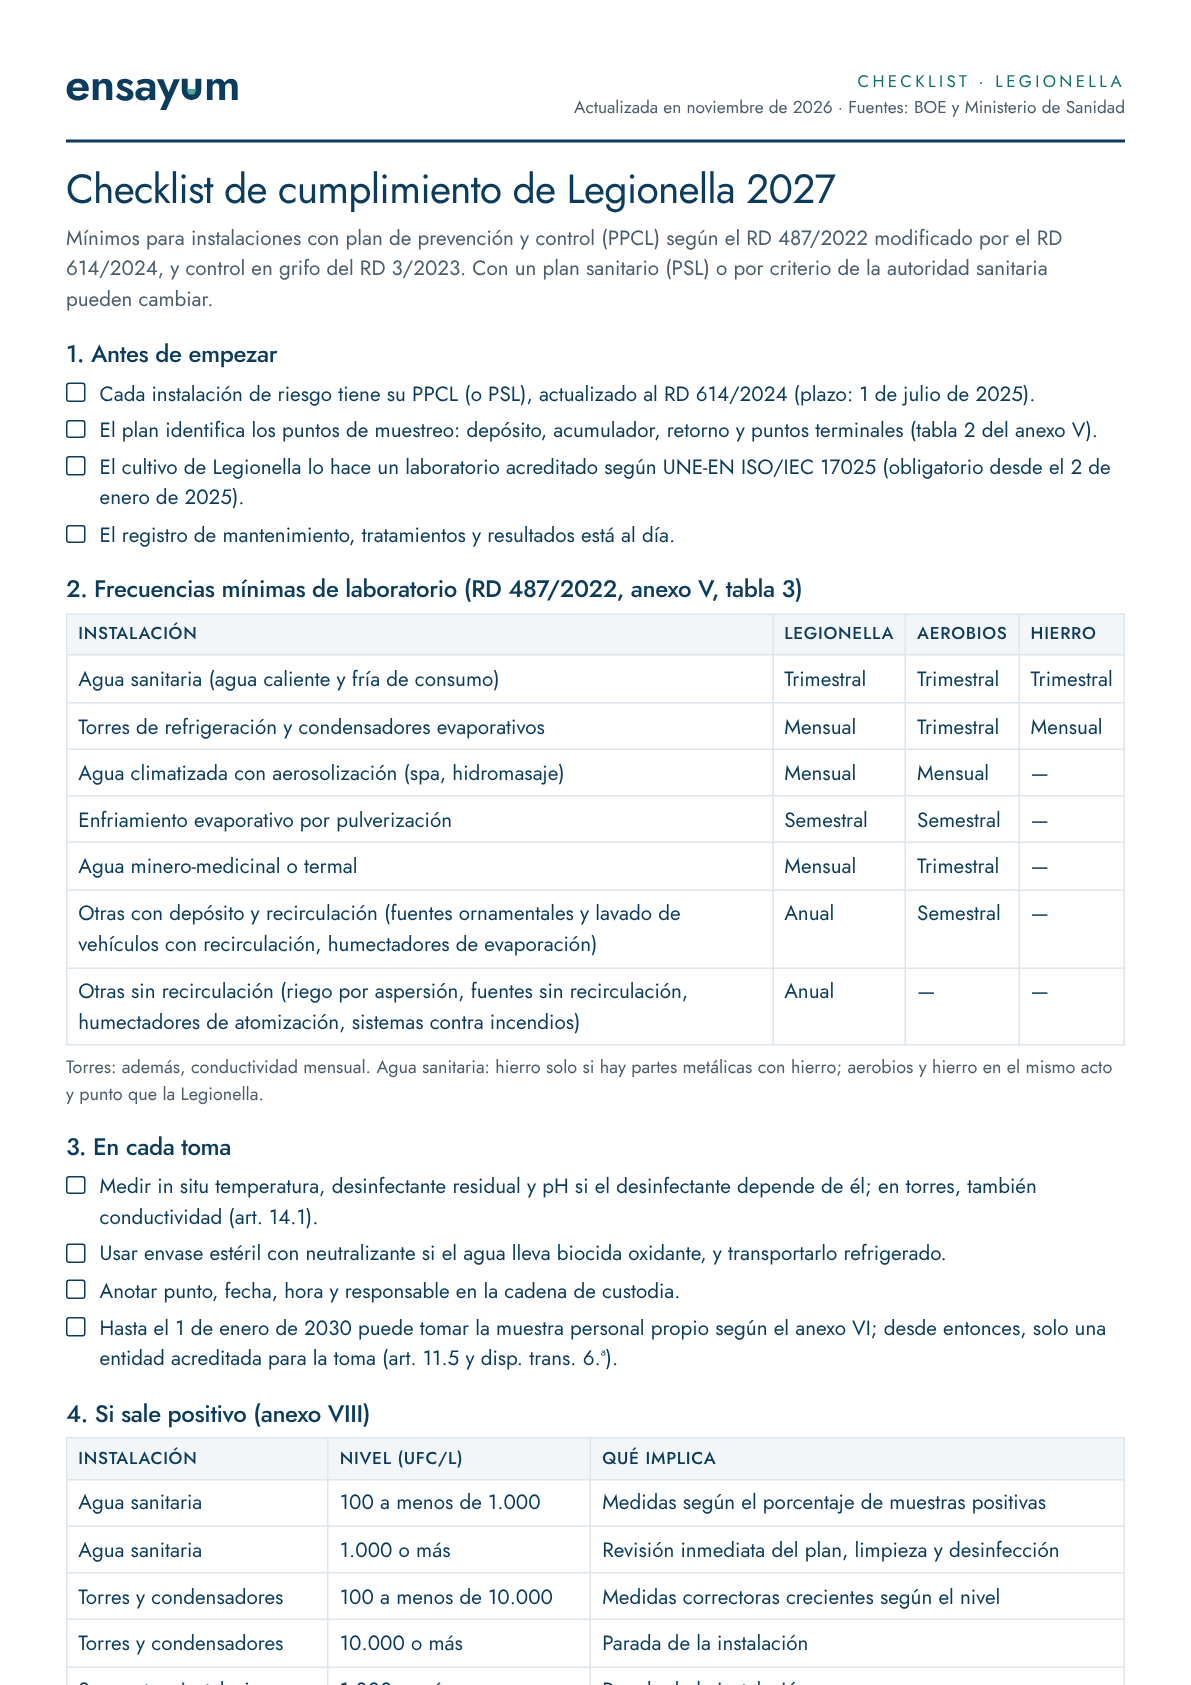 ensayum
CHECKLIST · LEGIONELLA
Actualizada en noviembre de 2026 · Fuentes: BOE y Ministerio de Sanidad
Checklist de cumplimiento de Legionella 2027
Mínimos para instalaciones con plan de prevención y control (PPCL) según el RD 487/2022 modificado por el RD
614/2024, y control en grifo del RD 3/2023. Con un plan sanitario (PSL) o por criterio de la autoridad sanitaria
pueden cambiar.
1. Antes de empezar
Cada instalación de riesgo tiene su PPCL (o PSL), actualizado al RD 614/2024 (plazo: 1 de julio de 2025).
El plan identifica los puntos de muestreo: depósito, acumulador, retorno y puntos terminales (tabla 2 del anexo V).
El cultivo de Legionella lo hace un laboratorio acreditado según UNE-EN ISO/IEC 17025 (obligatorio desde el 2 de
enero de 2025).
El registro de mantenimiento, tratamientos y resultados está al día.
2. Frecuencias mínimas de laboratorio (RD 487/2022, anexo V, tabla 3)
INSTALACIÓN LEGIONELLA AEROBIOS HIERRO
Agua sanitaria (agua caliente y fría de consumo) Trimestral Trimestral Trimestral
Torres de refrigeración y condensadores evaporativos Mensual Trimestral Mensual
Agua climatizada con aerosolización (spa, hidromasaje) Mensual Mensual —
Enfriamiento evaporativo por pulverización Semestral Semestral —
Agua minero-medicinal o termal Mensual Trimestral —
Otras con depósito y recirculación (fuentes ornamentales y lavado de Anual Semestral —
vehículos con recirculación, humectadores de evaporación)
Otras sin recirculación (riego por aspersión, fuentes sin recirculación, Anual — —
humectadores de atomización, sistemas contra incendios)
Torres: además, conductividad mensual. Agua sanitaria: hierro solo si hay partes metálicas con hierro; aerobios y hierro en el mismo acto
y punto que la Legionella.
3. En cada toma
Medir in situ temperatura, desinfectante residual y pH si el desinfectante depende de él; en torres, también
conductividad (art. 14.1).
Usar envase estéril con neutralizante si el agua lleva biocida oxidante, y transportarlo refrigerado.
Anotar punto, fecha, hora y responsable en la cadena de custodia.
Hasta el 1 de enero de 2030 puede tomar la muestra personal propio según el anexo VI; desde entonces, solo una
entidad acreditada para la toma (art. 11.5 y disp. trans. 6.ª).
4. Si sale positivo (anexo VIII)
INSTALACIÓN NIVEL (UFC/L) QUÉ IMPLICA
Agua sanitaria 100 a menos de 1.000 Medidas según el porcentaje de muestras positivas
Agua sanitaria 1.000 o más Revisión inmediata del plan, limpieza y desinfección
Torres y condensadores 100 a menos de 10.000 Medidas correctoras crecientes según el nivel
Torres y condensadores 10.000 o más Parada de la instalación